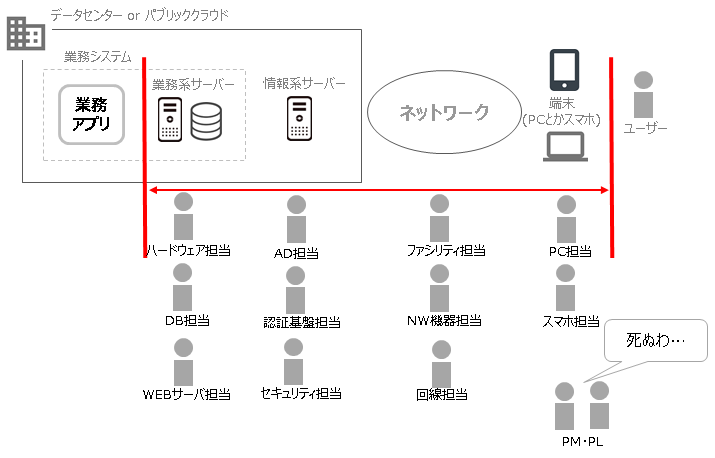 データセンター or パブリッククラウド
業務システム
業務アプリ
業務系サーバー
情報系サーバー
ネットワーク
端末
(PCとかスマホ)
ユーザー
ハードウェア担当
AD担当
ファシリティ担当
PC担当
DB担当
認証基盤担当
NW機器担当
スマホ担当
WEBサーバ担当
セキュリティ担当
回線担当
死ぬわ…
PM・PL